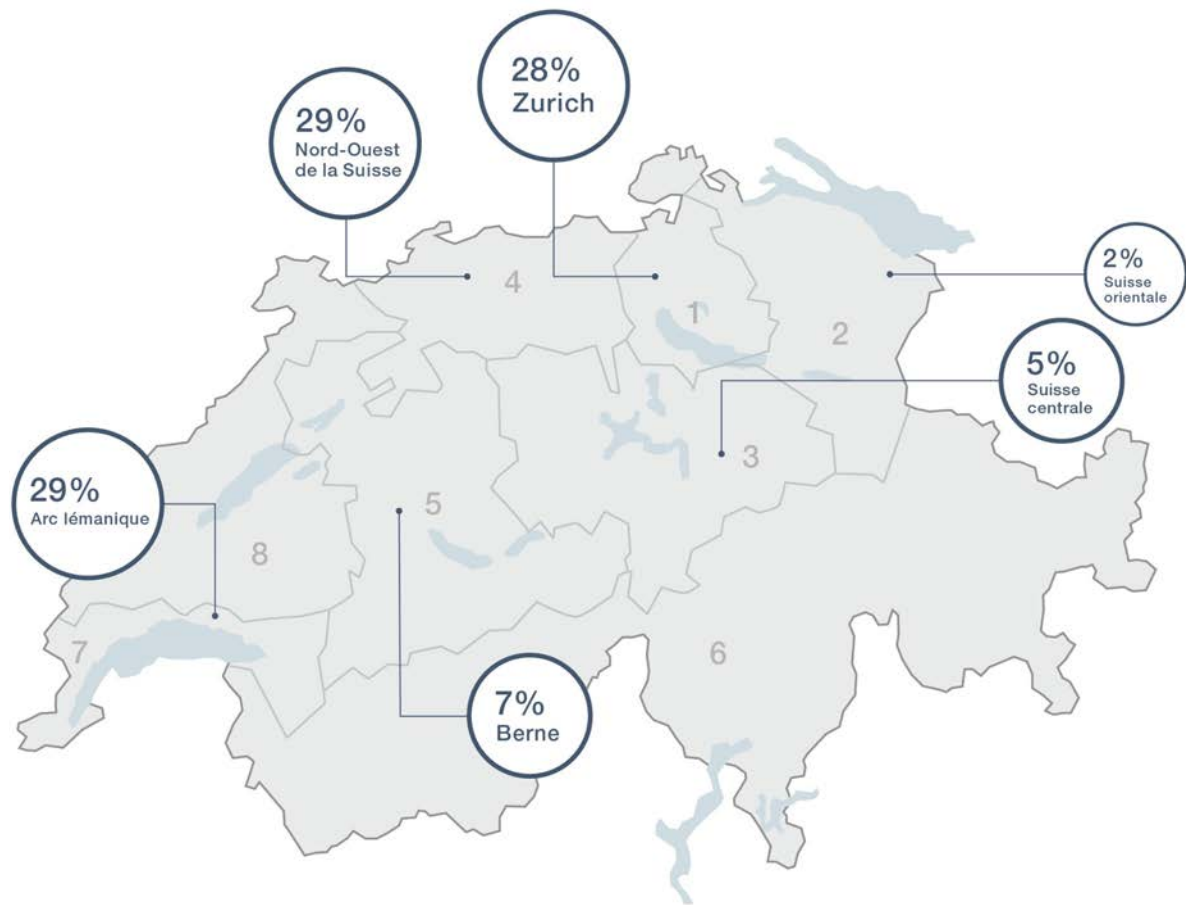 28%
Zurich
29%
Nord-Ouest
de la Suisse
2%
Suisse
orientale
4
1
2
5%
Suisse
centrale
3
29%
Arc lémanique
5
8
7
6
7%
Berne